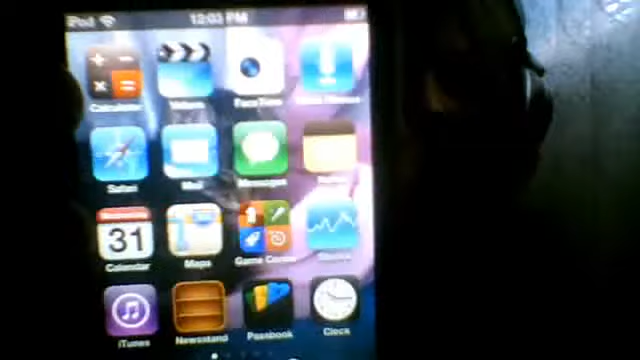 iPod 12:03 PM
Calculator Videos FaceTime
Safari Mail Messages
31
Calendar Maps Game Center Stocks
iTunes Newsstand Passbook Clock